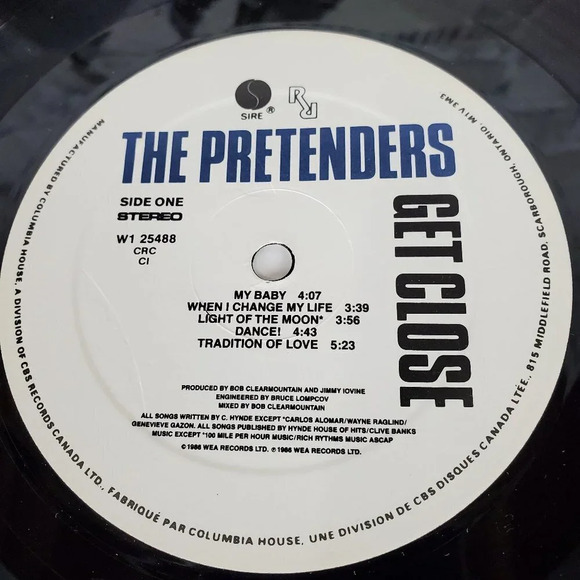 SIRE ®
RR
THE PRETENDERS
GET CLOSE
SIDE ONE
STEREO
W1 25488
CRC
CI
MY BABY 4:07
WHEN I CHANGE MY LIFE 3:39
LIGHT OF THE MOON* 3:56
DANCE! 4:43
TRADITION OF LOVE 5:23
PRODUCED BY BOB CLEARMOUNTAIN AND JIMMY IOVINE
ENGINEERED BY BRUCE LOMPCOV
MIXED BY BOB CLEARMOUNTAIN
ALL SONGS WRITTEN BY C. HYNDE EXCEPT *CARLOS ALOMAR/WAYNE RAGLIND/
GENEVIEVE GAZON. ALL SONGS PUBLISHED BY HYNDE HOUSE OF HITS/CLIVE BANKS
MUSIC EXCEPT *100 MILE PER HOUR MUSIC/RICH RYTHMS MUSIC ASCAP
© 1986 WEA RECORDS LTD. ℗ 1986 WEA RECORDS LTD.
MANUFACTURED BY COLUMBIA HOUSE, A DIVISION OF CBS RECORDS CANADA LTD., FABRIQUÉ PAR COLUMBIA HOUSE, UNE DIVISION DE CBS DISQUES CANADA LTÉE., 815 MIDDLEFIELD ROAD, SCARBOROUGH, ONTARIO, M1V 3M3